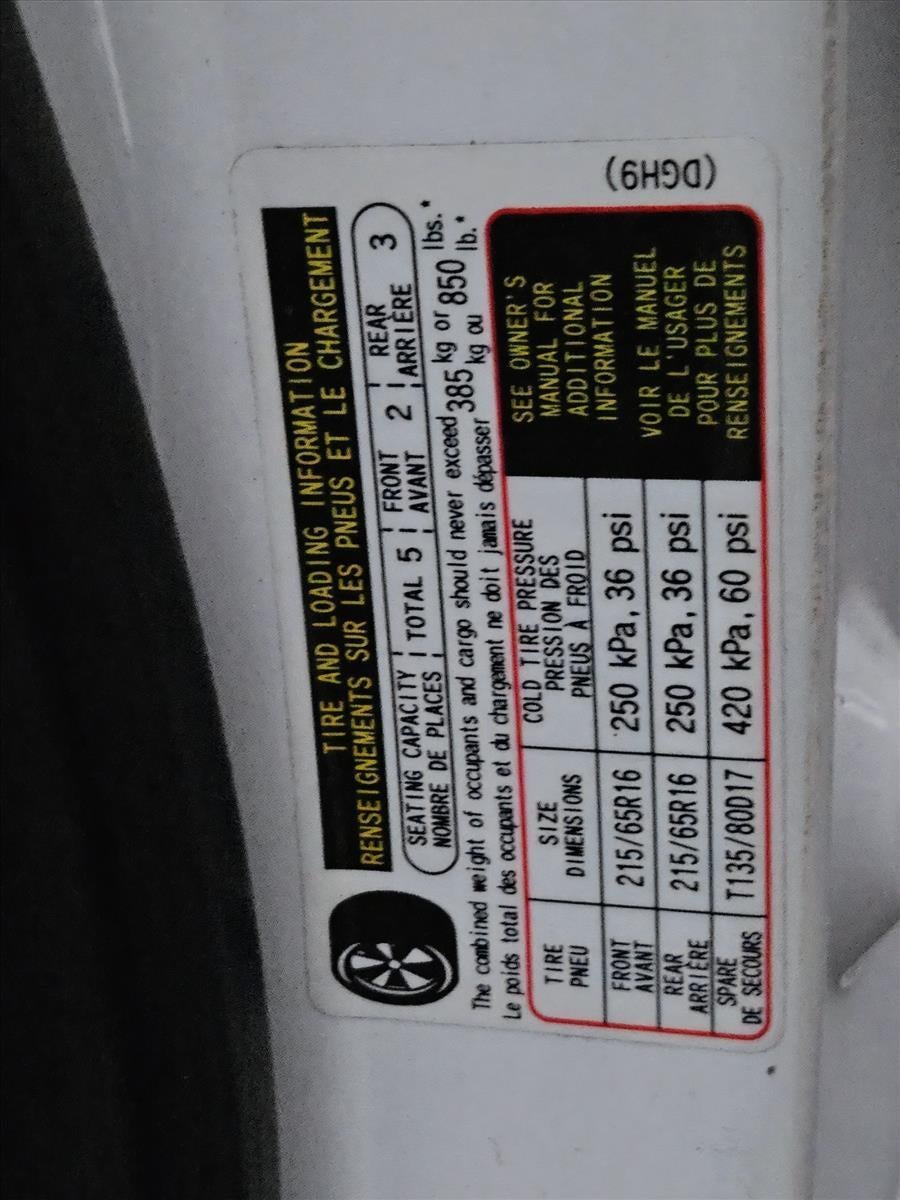 TIRE AND LOADING INFORMATION
RENSEIGNEMENTS SUR LES PNEUS ET LE CHARGEMENT
SEATING CAPACITY TOTAL 5 FRONT 2 REAR 3
NOMBRE DE PLACES AVANT ARRIÈRE
The combined weight of occupants and cargo should never exceed 385 kg or 850 lbs.*
Le poids total des occupants et du chargement ne doit jamais dépasser kg ou lb.*
TIRE SIZE COLD TIRE PRESSURE
PNEU DIMENSIONS PRESSION DES
PNEUS À FROID
FRONT 215/65R16 250 kPa, 36 psi
AVANT
REAR 215/65R16 250 kPa, 36 psi
ARRIÈRE
SPARE T135/80D17 420 kPa, 60 psi
DE SECOURS
SEE OWNER'S
MANUAL FOR
ADDITIONAL
INFORMATION
VOIR LE MANUEL
DE L'USAGER
POUR PLUS DE
RENSEIGNEMENTS
(DGH9)